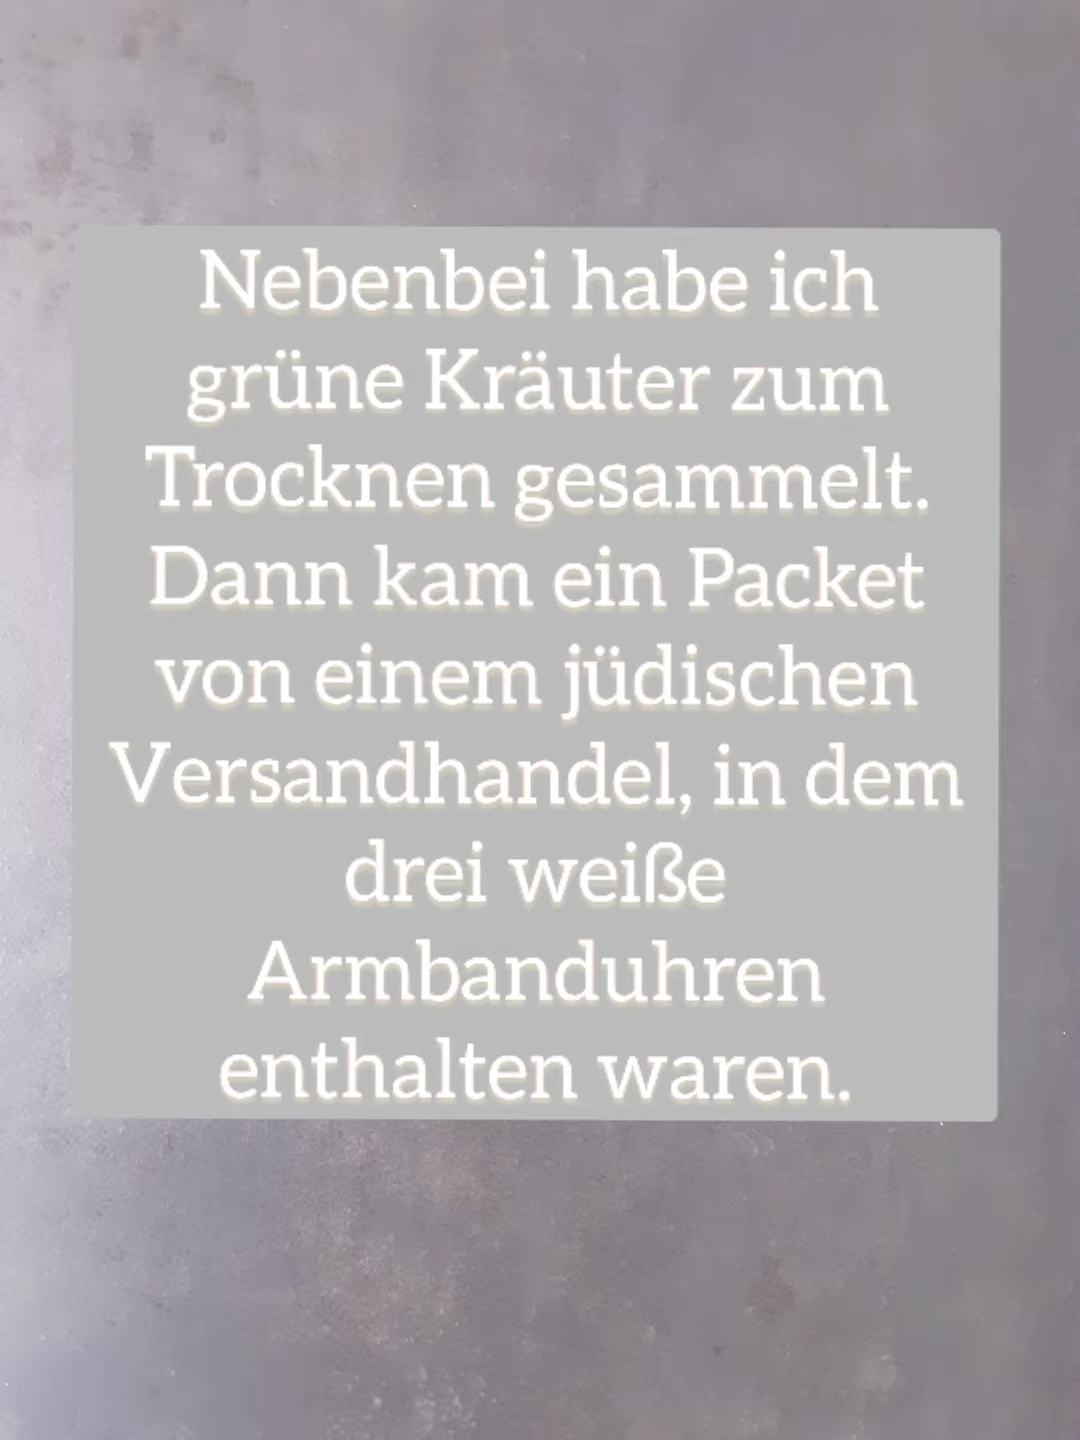 Nebenbei habe ich
grüne Kräuter zum
Trocknen gesammelt.
Dann kam ein Packet
von einem jüdischen
Versandhandel, in dem
drei weiße
Armbanduhren
enthalten waren.